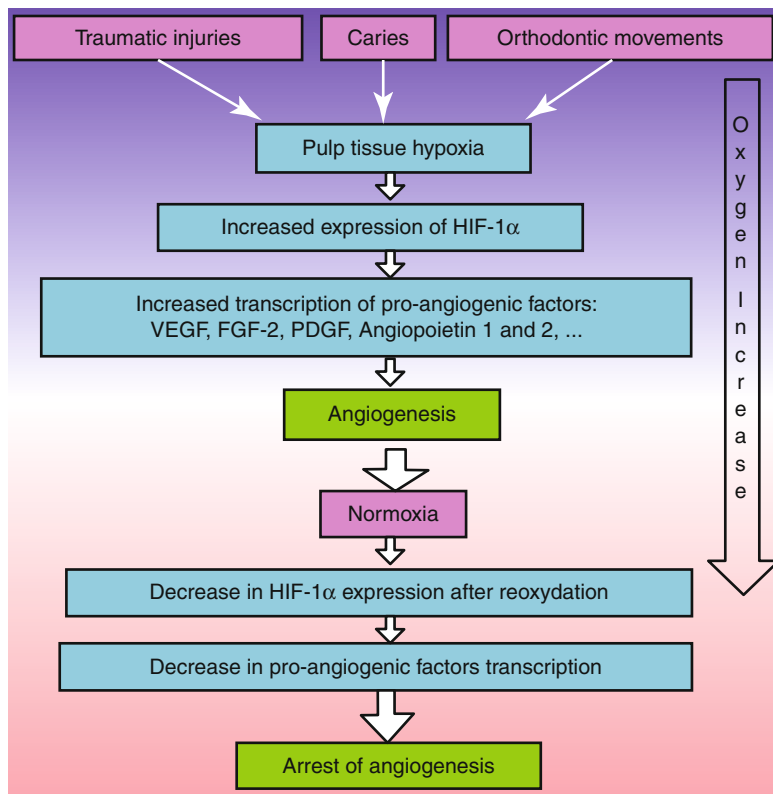 Traumatic injuries
Caries
Orthodontic movements
Pulp tissue hypoxia
Increased expression of HIF-1α
Increased transcription of pro-angiogenic factors:
VEGF, FGF-2, PDGF, Angiopoietin 1 and 2, ...
Angiogenesis
Normoxia
Decrease in HIF-1α expression after reoxydation
Decrease in pro-angiogenic factors transcription
Arrest of angiogenesis
Oxygen Increase